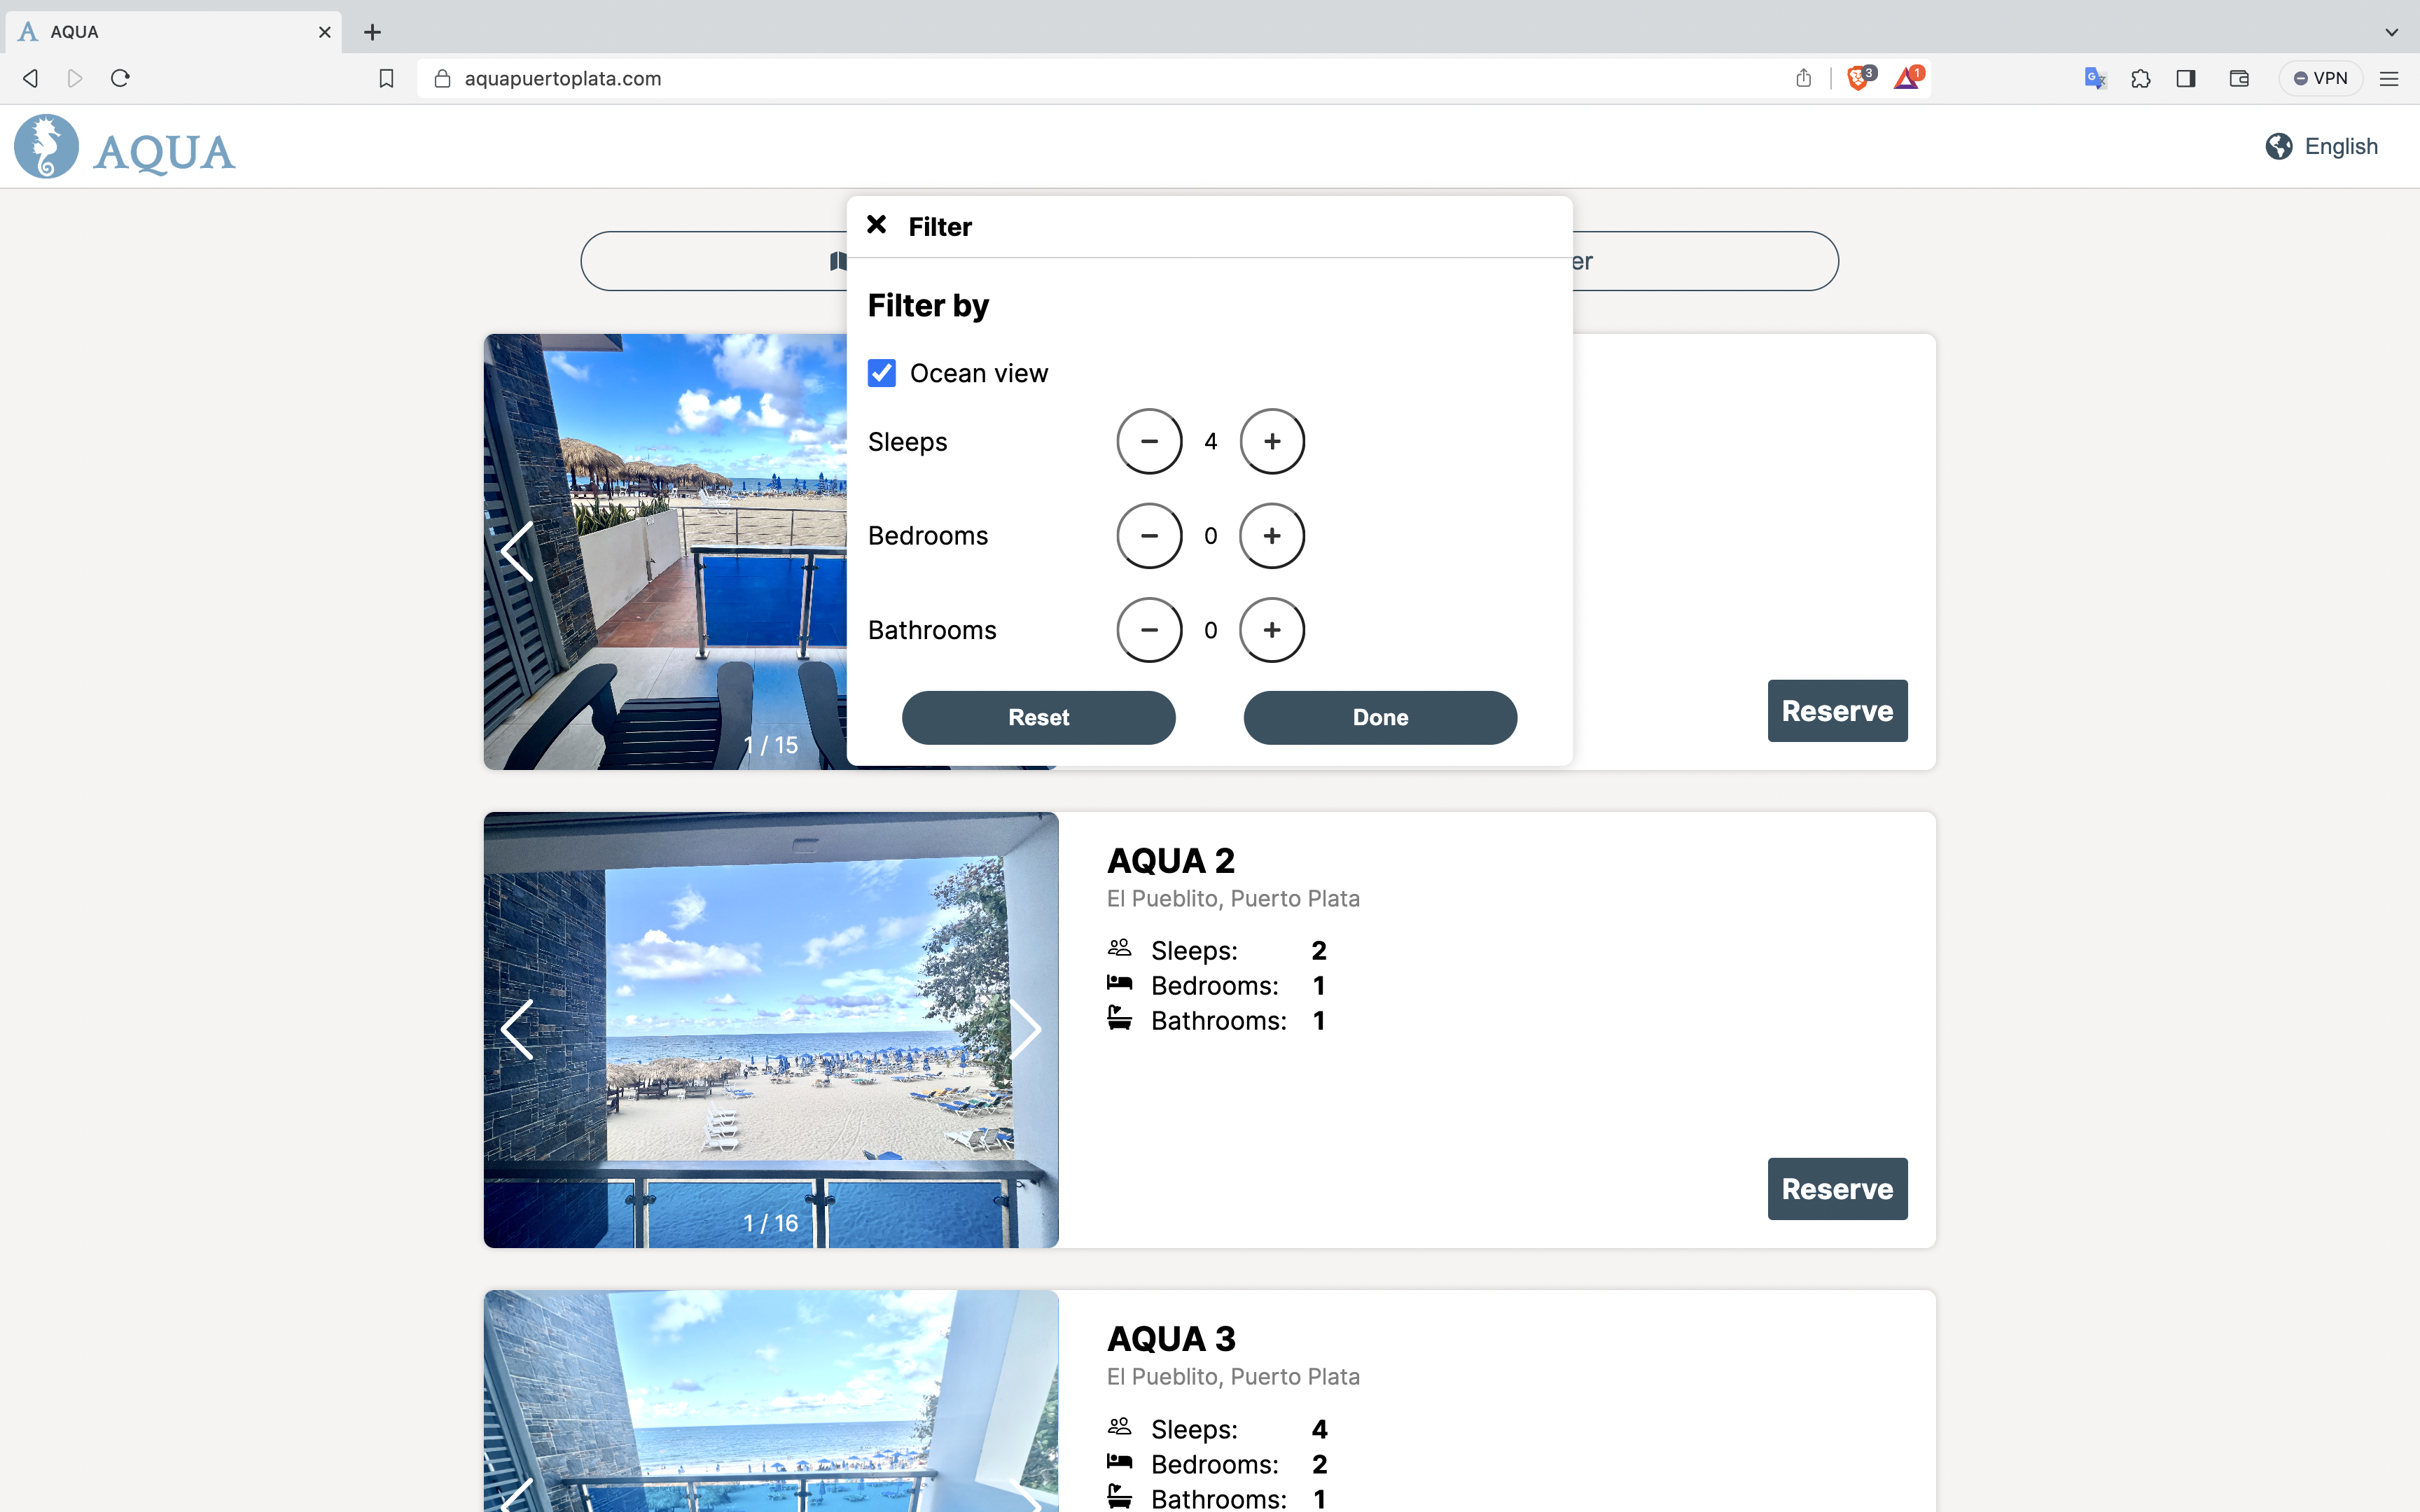 AQUA
aquapuertoplata.com
3
1
VPN
AQUA
English
Filter
er
Filter by
Ocean view
Sleeps 4
Bedrooms 0
Bathrooms 0
Reset Done
1 / 15
Reserve
AQUA 2
El Pueblito, Puerto Plata
Sleeps: 2
Bedrooms: 1
Bathrooms: 1
1 / 16
Reserve
AQUA 3
El Pueblito, Puerto Plata
Sleeps: 4
Bedrooms: 2
Bathrooms: 1